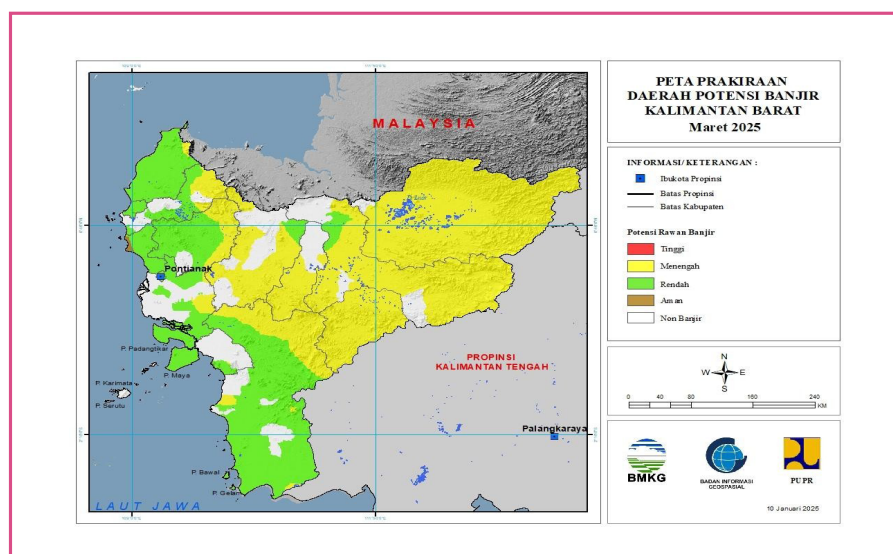 PETA PRAKIRAAN
DAERAH POTENSI BANJIR
KALIMANTAN BARAT
Maret 2025
INFORMASI/KETERANGAN :
Ibukota Propinsi
Batas Propinsi
Batas Kabupaten
Potensi Rawan Banjir
Tinggi
Menengah
Rendah
Aman
Non Banjir
MALAYSIA
Pontianak
P. Padangtikar
P. Maya
P. Karimata
P. Serutu
PROPINSI
KALIMANTAN TENGAH
Palangkaraya
P. Bawal
P. Gelam
LAUT JAWA
N
W
E
S
0 40 80 160 240
KM
BMKG
BADAN INFORMASI
GEOSPASIAL
PUPR
10 Januari 2025